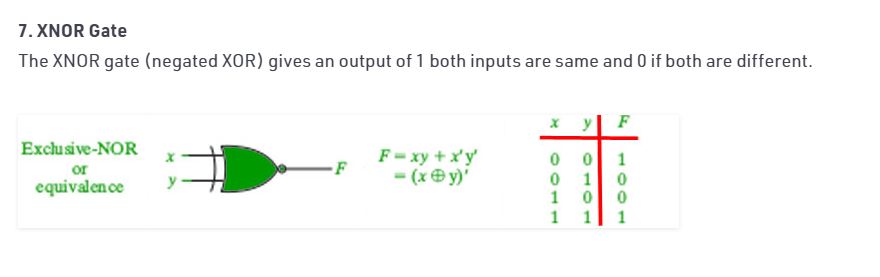 7. XNOR Gate
The XNOR gate (negated XOR) gives an output of 1 both inputs are same and 0 if both are different.
Exclusive-NOR
or
equivalence
x
y
F
F = xy + x'y'
= (x ⊕ y)'
x y F
0 0 1
0 1 0
1 0 0
1 1 1